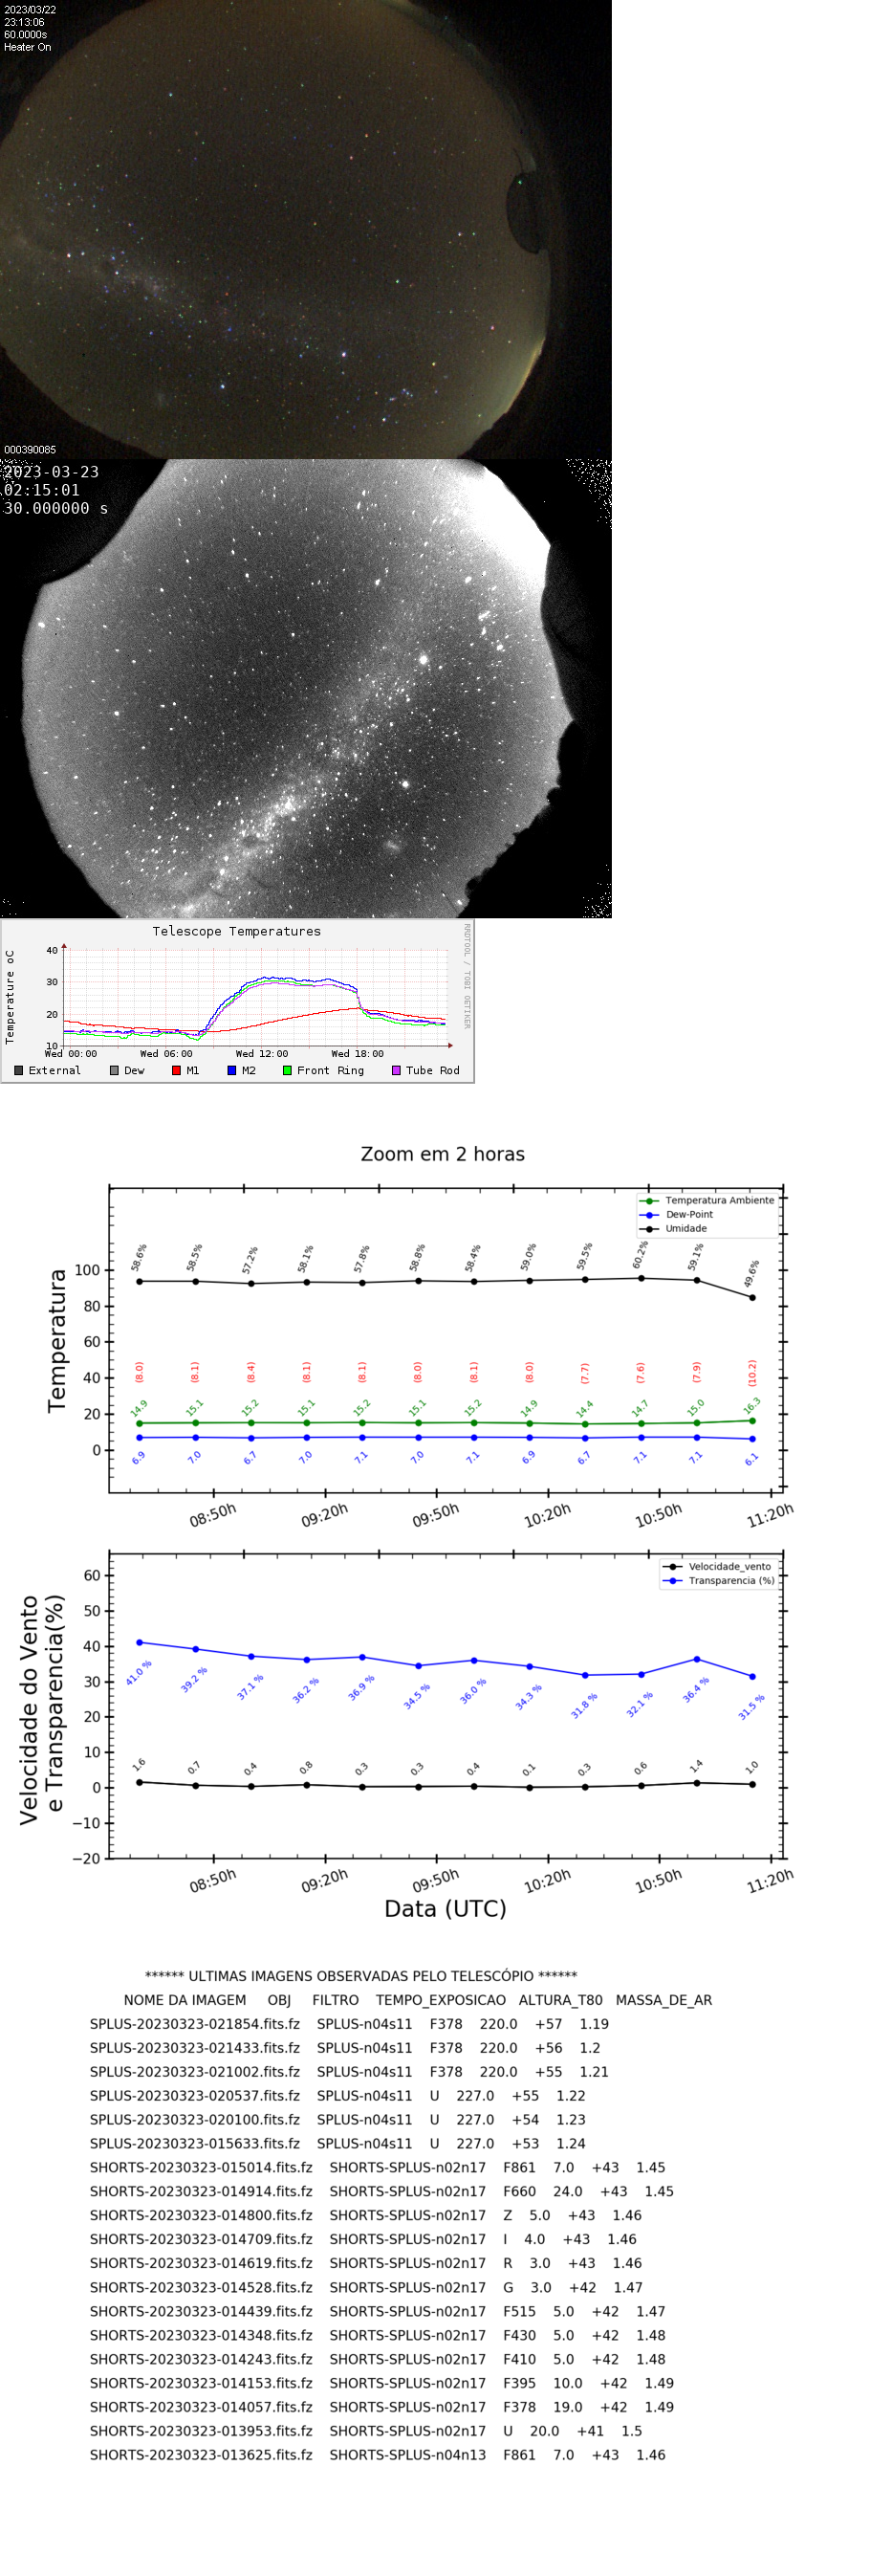 2023/03/22
23:13:06
60.0000s
Heater On
000390085
2023-03-23
02:15:01
30.000000 s
Telescope Temperatures
RRDTOOL / TOBI OETIKER
Temperature oC
40
30
20
10
Wed 00:00 Wed 06:00 Wed 12:00 Wed 18:00
External Dew M1 M2 Front Ring Tube Rod
Zoom em 2 horas
Temperatura Ambiente
Dew-Point
Umidade
Temperatura
100
80
60
40
20
0
58.6% 58.5% 57.2% 58.1% 57.8% 58.8% 58.4% 59.0% 59.5% 60.2% 59.1% 49.6%
(8.0) (8.1) (8.4) (8.1) (8.1) (8.0) (8.1) (8.0) (7.7) (7.6) (7.9) (10.2)
14.9 15.1 15.2 15.1 15.2 15.1 15.2 14.9 14.4 14.7 15.0 16.3
6.9 7.0 6.7 7.0 7.1 7.0 7.1 6.9 6.7 7.1 7.1 6.1
08:50h 09:20h 09:50h 10:20h 10:50h 11:20h
Velocidade_vento
Transparencia (%)
Velocidade do Vento
e Transparencia(%)
60
50
40
30
20
10
0
−10
−20
41.0 % 39.2 % 37.1 % 36.2 % 36.9 % 34.5 % 36.0 % 34.3 % 31.8 % 32.1 % 36.4 % 31.5 %
1.6 0.7 0.4 0.8 0.3 0.3 0.4 0.1 0.3 0.6 1.4 1.0
08:50h 09:20h 09:50h 10:20h 10:50h 11:20h
Data (UTC)
****** ULTIMAS IMAGENS OBSERVADAS PELO TELESCÓPIO ******
NOME DA IMAGEM OBJ FILTRO TEMPO_EXPOSICAO ALTURA_T80 MASSA_DE_AR
SPLUS-20230323-021854.fits.fz SPLUS-n04s11 F378 220.0 +57 1.19
SPLUS-20230323-021433.fits.fz SPLUS-n04s11 F378 220.0 +56 1.2
SPLUS-20230323-021002.fits.fz SPLUS-n04s11 F378 220.0 +55 1.21
SPLUS-20230323-020537.fits.fz SPLUS-n04s11 U 227.0 +55 1.22
SPLUS-20230323-020100.fits.fz SPLUS-n04s11 U 227.0 +54 1.23
SPLUS-20230323-015633.fits.fz SPLUS-n04s11 U 227.0 +53 1.24
SHORTS-20230323-015014.fits.fz SHORTS-SPLUS-n02n17 F861 7.0 +43 1.45
SHORTS-20230323-014914.fits.fz SHORTS-SPLUS-n02n17 F660 24.0 +43 1.45
SHORTS-20230323-014800.fits.fz SHORTS-SPLUS-n02n17 Z 5.0 +43 1.46
SHORTS-20230323-014709.fits.fz SHORTS-SPLUS-n02n17 I 4.0 +43 1.46
SHORTS-20230323-014619.fits.fz SHORTS-SPLUS-n02n17 R 3.0 +43 1.46
SHORTS-20230323-014528.fits.fz SHORTS-SPLUS-n02n17 G 3.0 +42 1.47
SHORTS-20230323-014439.fits.fz SHORTS-SPLUS-n02n17 F515 5.0 +42 1.47
SHORTS-20230323-014348.fits.fz SHORTS-SPLUS-n02n17 F430 5.0 +42 1.48
SHORTS-20230323-014243.fits.fz SHORTS-SPLUS-n02n17 F410 5.0 +42 1.48
SHORTS-20230323-014153.fits.fz SHORTS-SPLUS-n02n17 F395 10.0 +42 1.49
SHORTS-20230323-014057.fits.fz SHORTS-SPLUS-n02n17 F378 19.0 +42 1.49
SHORTS-20230323-013953.fits.fz SHORTS-SPLUS-n02n17 U 20.0 +41 1.5
SHORTS-20230323-013625.fits.fz SHORTS-SPLUS-n04n13 F861 7.0 +43 1.46